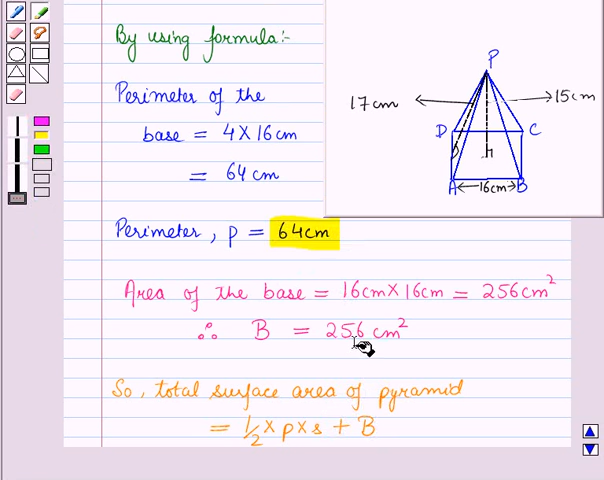 By using formula:-
Perimeter of the
base = 4 × 16 cm
= 64 cm
Perimeter, p = 64cm
Area of the base = 16cm × 16cm = 256cm²
∴ B = 256 cm²
So, total surface area of pyramid
= 1/2 × p × s + B
P
17cm
15cm
D
C
h
A
16cm
B